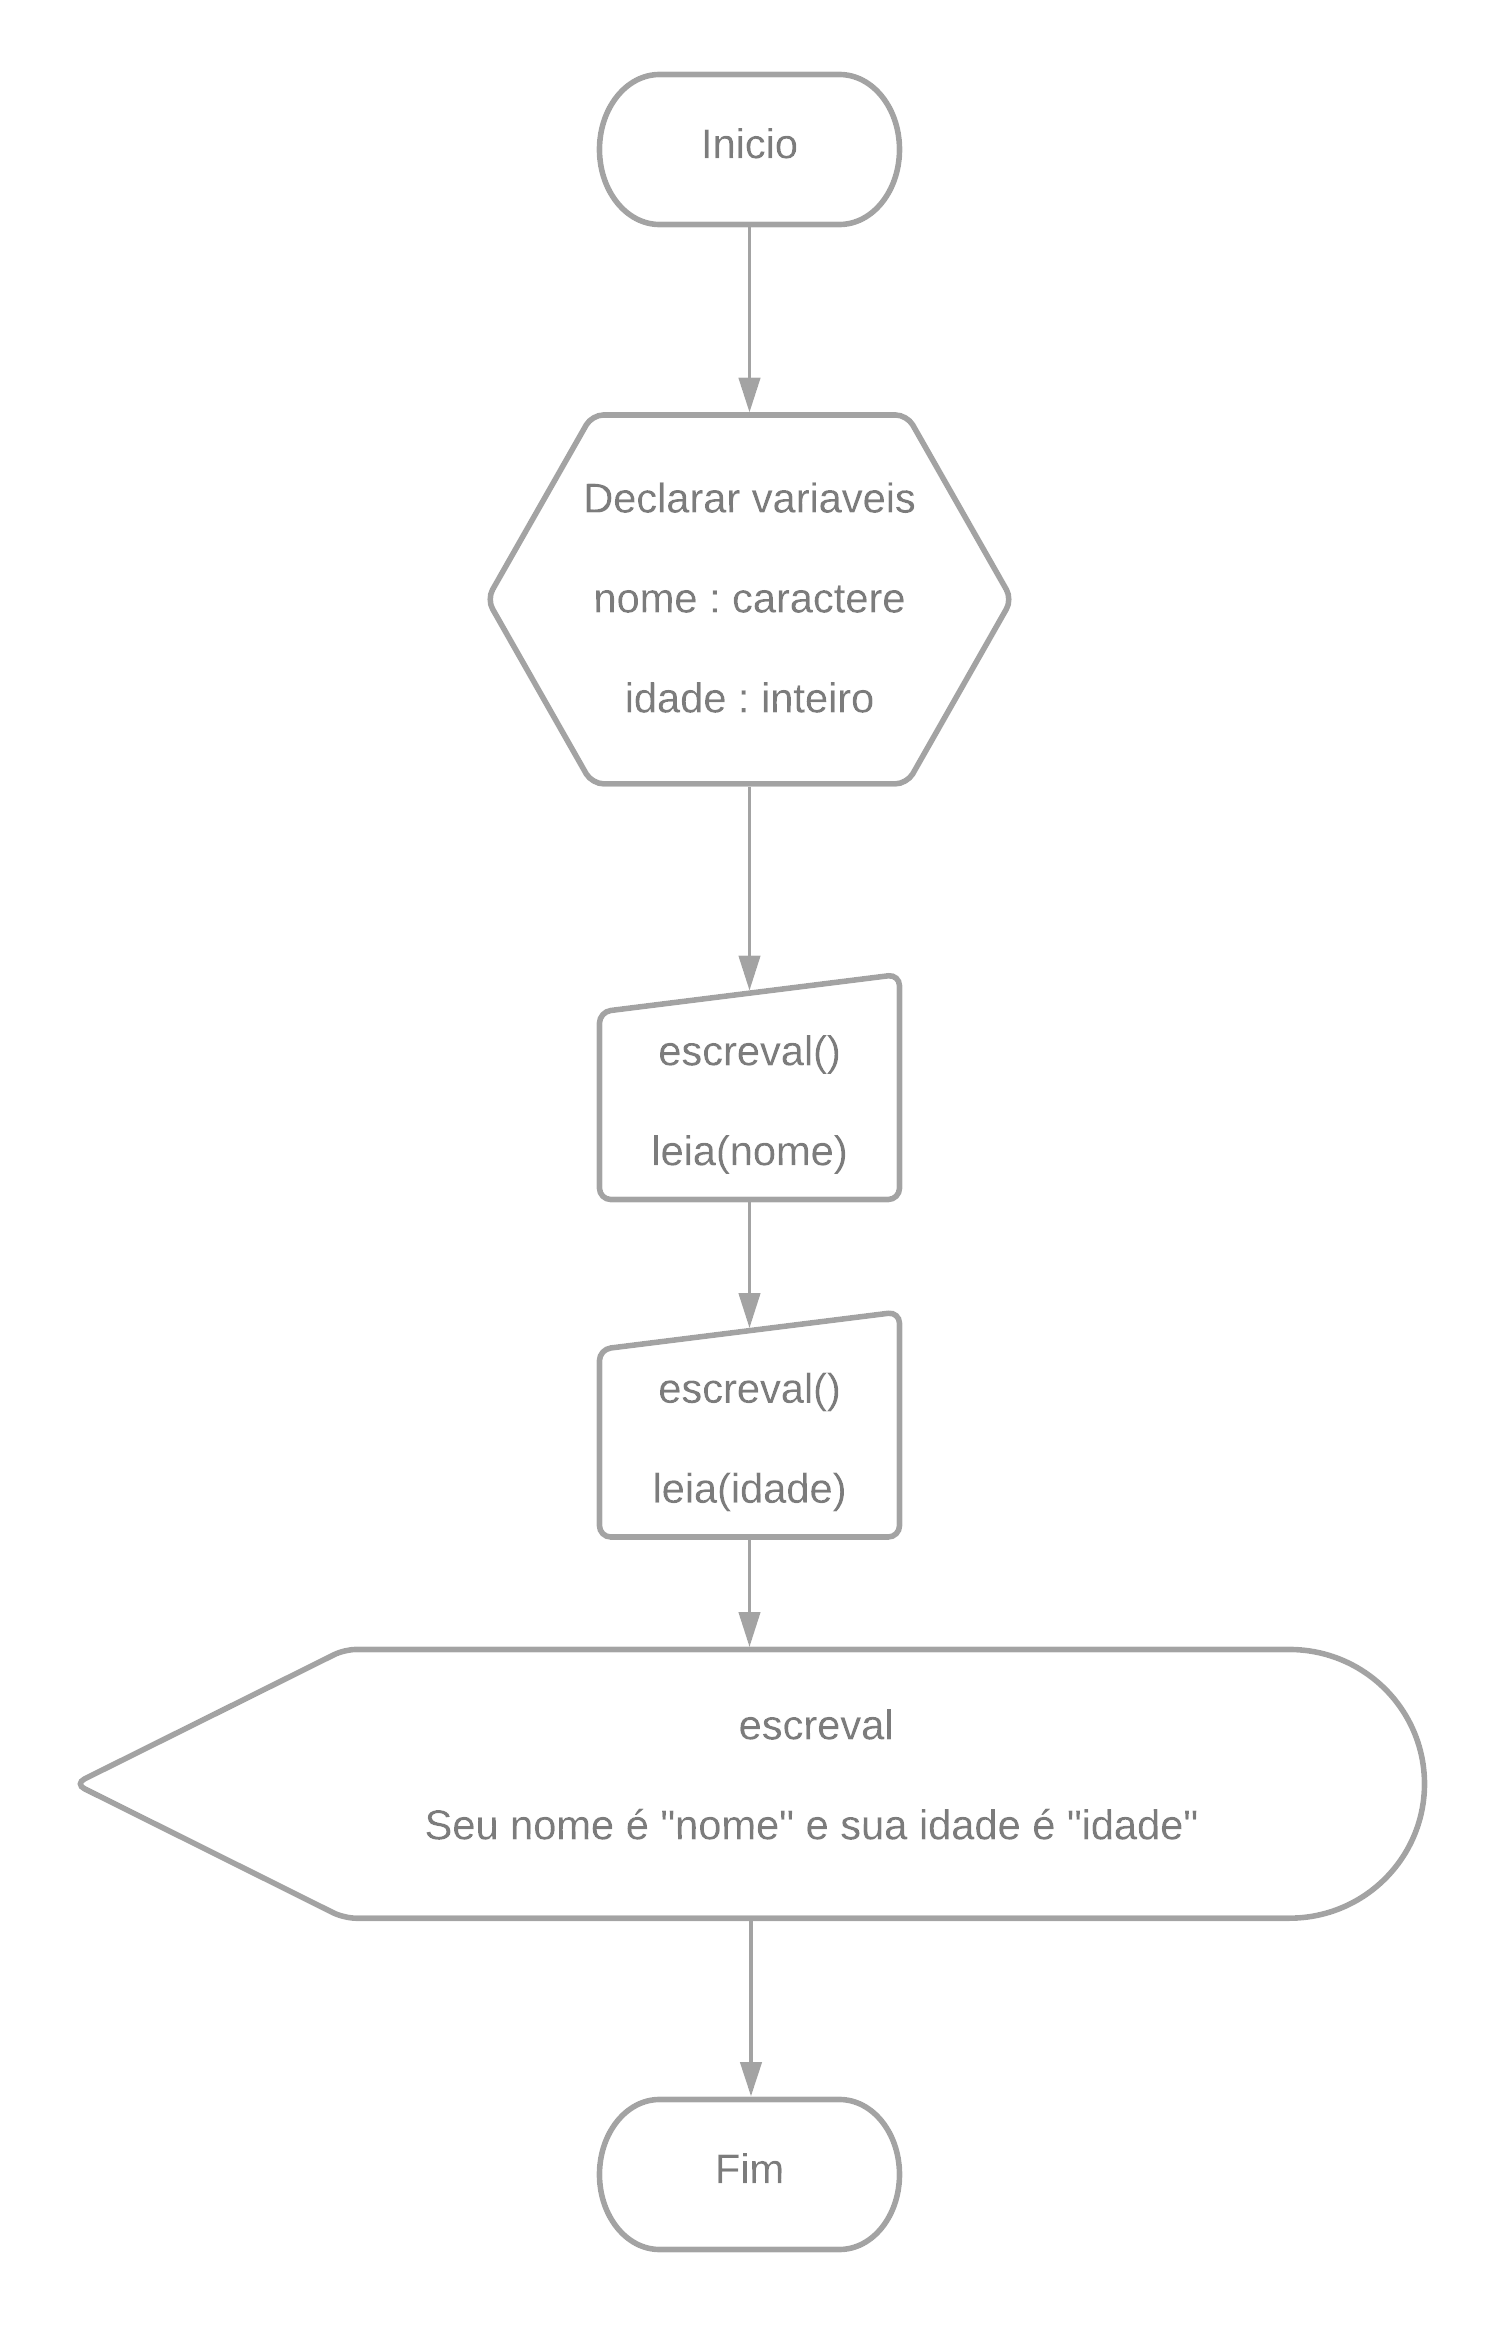 Inicio
Declarar variaveis
nome : caractere
idade : inteiro
escreval()
leia(nome)
escreval()
leia(idade)
escreval
Seu nome é "nome" e sua idade é "idade"
Fim